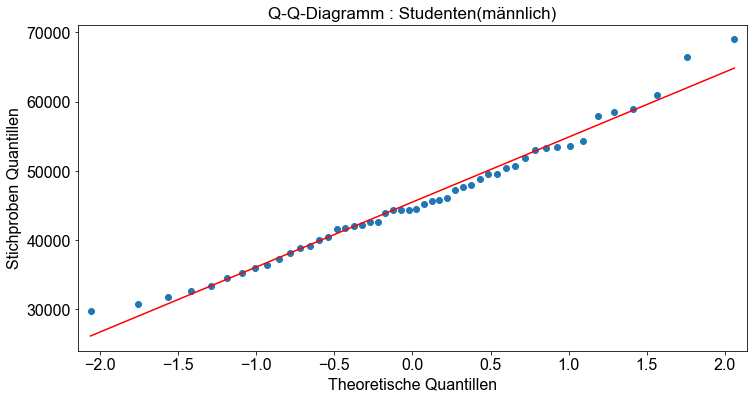 Q-Q-Diagramm : Studenten(männlich)
70000
60000
50000
40000
30000
Stichproben Quantillen
−2.0 −1.5 −1.0 −0.5 0.0 0.5 1.0 1.5 2.0
Theoretische Quantillen